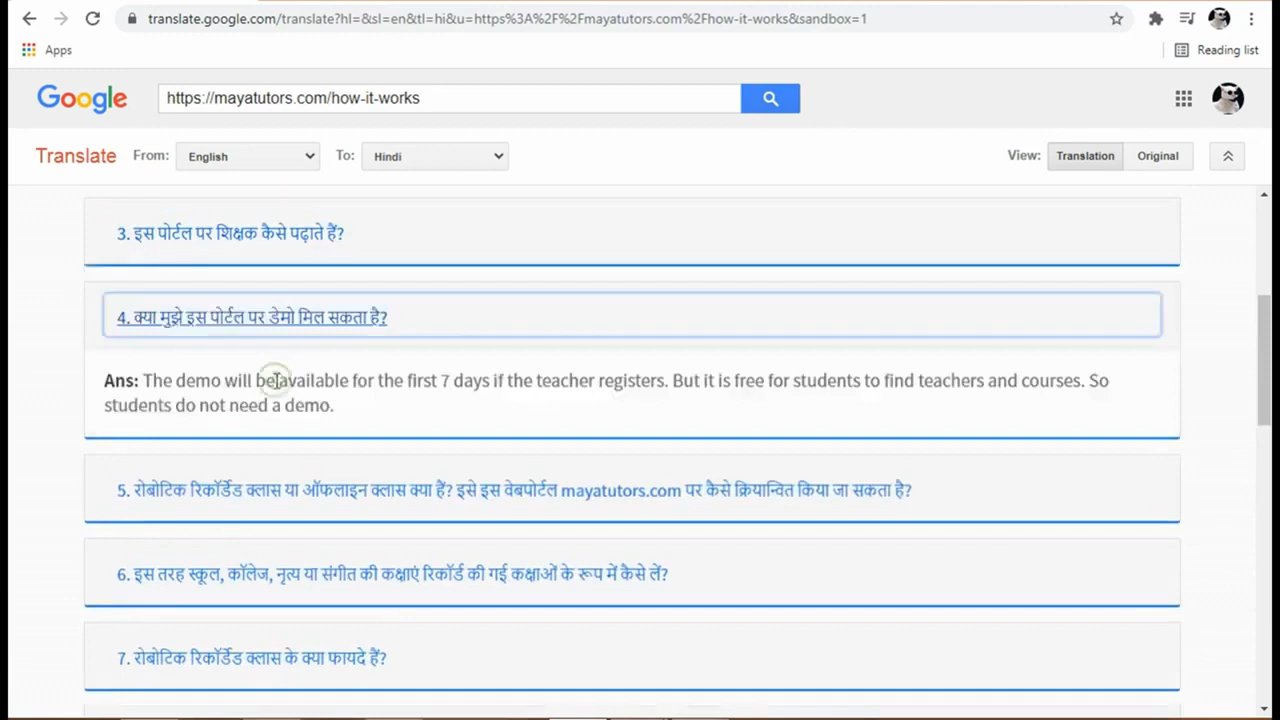 translate.google.com/translate?hl=&sl=en&tl=hi&u=https%3A%2F%2Fmayatutors.com%2Fhow-it-works&sandbox=1
Apps
Reading list
Google
https://mayatutors.com/how-it-works
Translate From: English To: Hindi View: Translation Original
3. इस पोर्टल पर शिक्षक कैसे पढ़ाते हैं?
4. क्या मुझे इस पोर्टल पर डेमो मिल सकता है?
Ans: The demo will be available for the first 7 days if the teacher registers. But it is free for students to find teachers and courses. So
students do not need a demo.
5. रोबोटिक रिकॉर्डेड क्लास या ऑफलाइन क्लास क्या हैं? इसे इस वेबपोर्टल mayatutors.com पर कैसे क्रियान्वित किया जा सकता है?
6. इस तरह स्कूल, कॉलेज, नृत्य या संगीत की कक्षाएं रिकॉर्ड की गई कक्षाओं के रूप में कैसे लें?
7. रोबोटिक रिकॉर्डेड क्लास के क्या फायदे हैं?